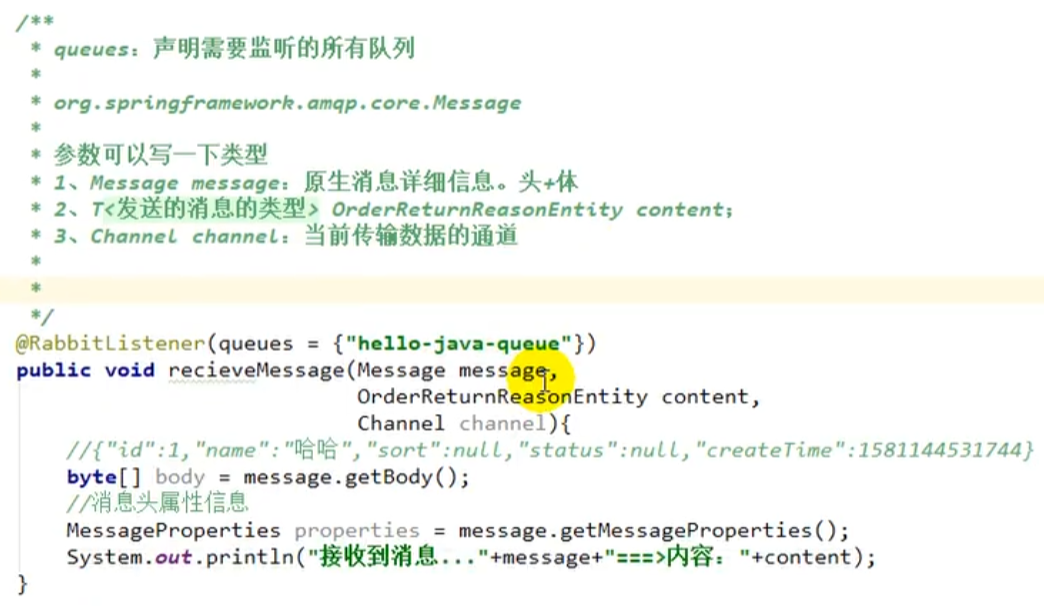 /**
 * queues：声明需要监听的所有队列
 *
 * org.springframework.amqp.core.Message
 *
 * 参数可以写一下类型
 * 1、Message message：原生消息详细信息。头+体
 * 2、T<发送的消息的类型> OrderReturnReasonEntity content；
 * 3、Channel channel：当前传输数据的通道
 *
 *
 */
@RabbitListener(queues = {"hello-java-queue"})
public void recieveMessage(Message message,
                           OrderReturnReasonEntity content,
                           Channel channel){
    //{"id":1,"name":"哈哈","sort":null,"status":null,"createTime":1581144531744}
    byte[] body = message.getBody();
    //消息头属性信息
    MessageProperties properties = message.getMessageProperties();
    System.out.println("接收到消息..."+message+"===>内容："+content);
}